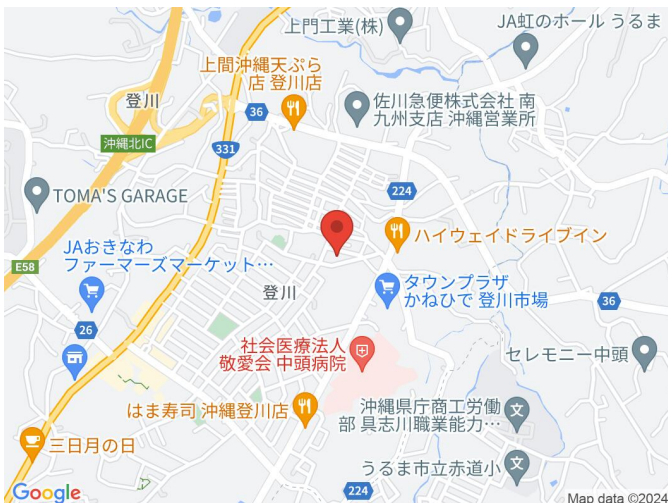 上門工業(株)
JA虹のホール うるま
上間沖縄天ぷら
店 登川店
登川
36
佐川急便株式会社 南
九州支店 沖縄営業所
沖縄北IC
331
224
TOMA'S GARAGE
ハイウェイドライブイン
JAおきなわ
ファーマーズマーケット…
E58
登川
タウンプラザ
かねひで 登川市場
36
26
社会医療法人
敬愛会 中頭病院
セレモニー中頭
はま寿司 沖縄登川店
沖縄県庁商工労働
部 具志川職業能力…
三日月の日
うるま市立赤道小
224
Google
Map data ©2024